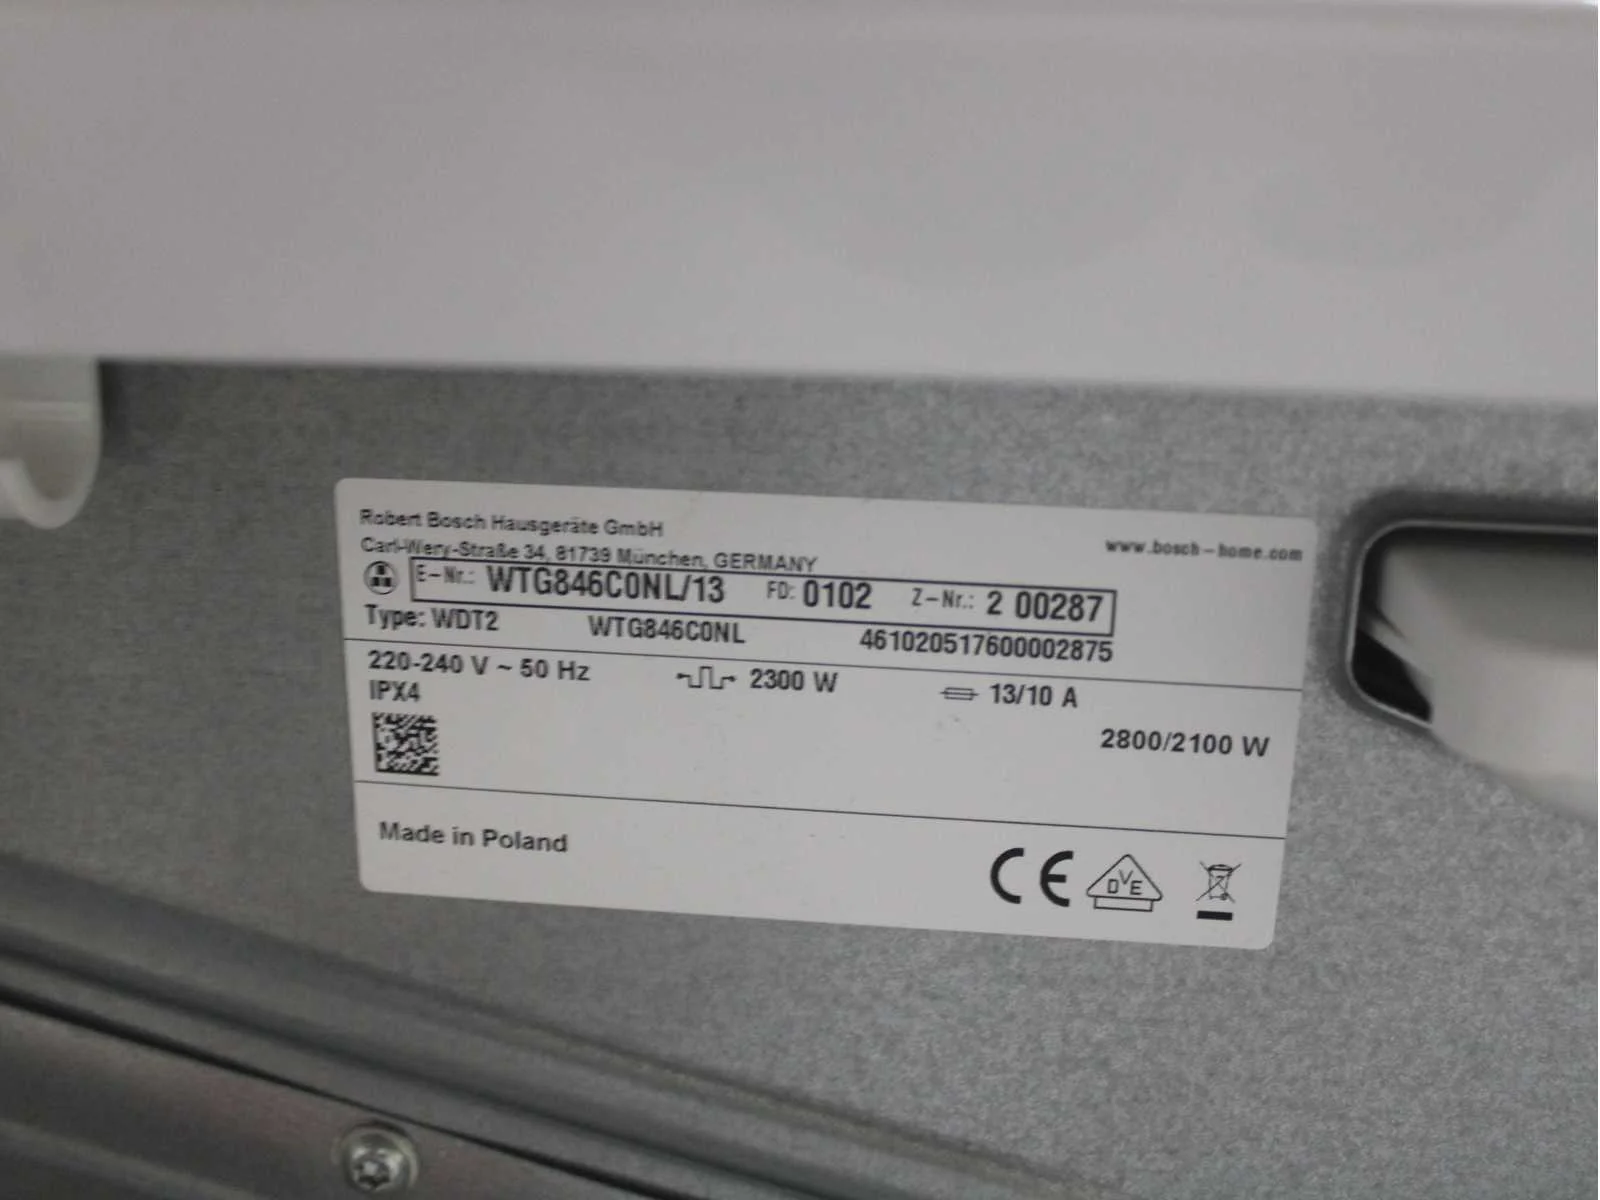 Robert Bosch Hausgeräte GmbH
Carl-Wery-Straße 34, 81739 München, GERMANY
www.bosch-home.com
E-Nr.: WTG846C0NL/13 FD: 0102 Z-Nr.: 2 00287
Type: WDT2 WTG846C0NL 461020517600002875
220-240 V ~ 50 Hz 2300 W 13/10 A
IPX4
2800/2100 W
Made in Poland
CE DVE